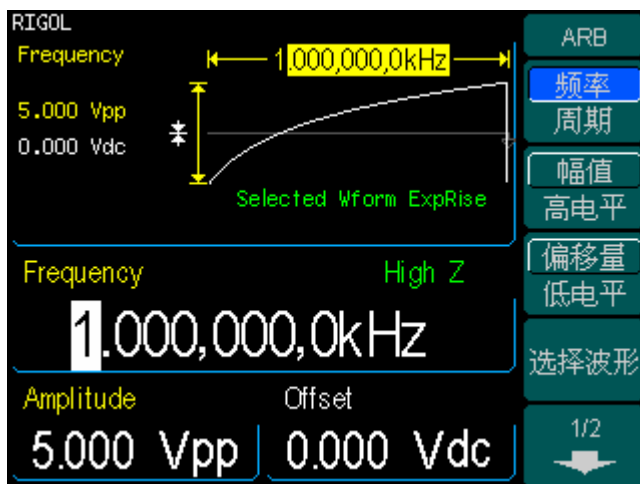 RIGOL
Frequency
1.000,000,0kHz
5.000 Vpp
0.000 Vdc
Selected Wform ExpRise
Frequency
High Z
1.000,000,0kHz
Amplitude
Offset
5.000 Vpp
0.000 Vdc
ARB
频率
周期
幅值
高电平
偏移量
低电平
选择波形
1/2